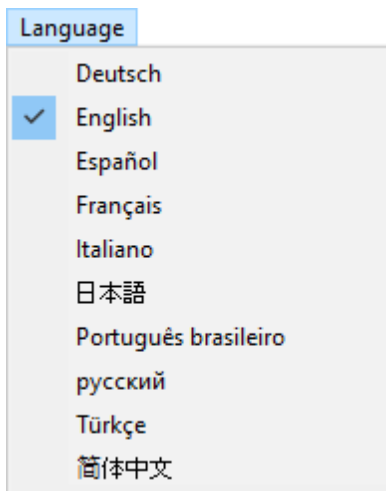 Language
Deutsch
English
Español
Français
Italiano
日本語
Português brasileiro
русский
Türkçe
简体中文